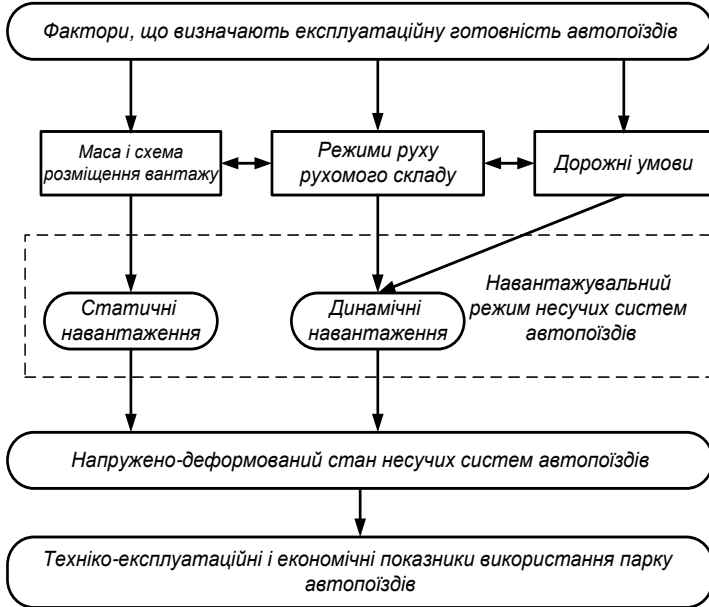 Фактори, що визначають експлуатаційну готовність автопоїздів
Маса і схема
розміщення вантажу
Режими руху
рухомого складу
Дорожні умови
Статичні
навантаження
Динамічні
навантаження
Навантажувальний
режим несучих систем
автопоїздів
Напружено-деформований стан несучих систем автопоїздів
Техніко-експлуатаційні і економічні показники використання парку
автопоїздів